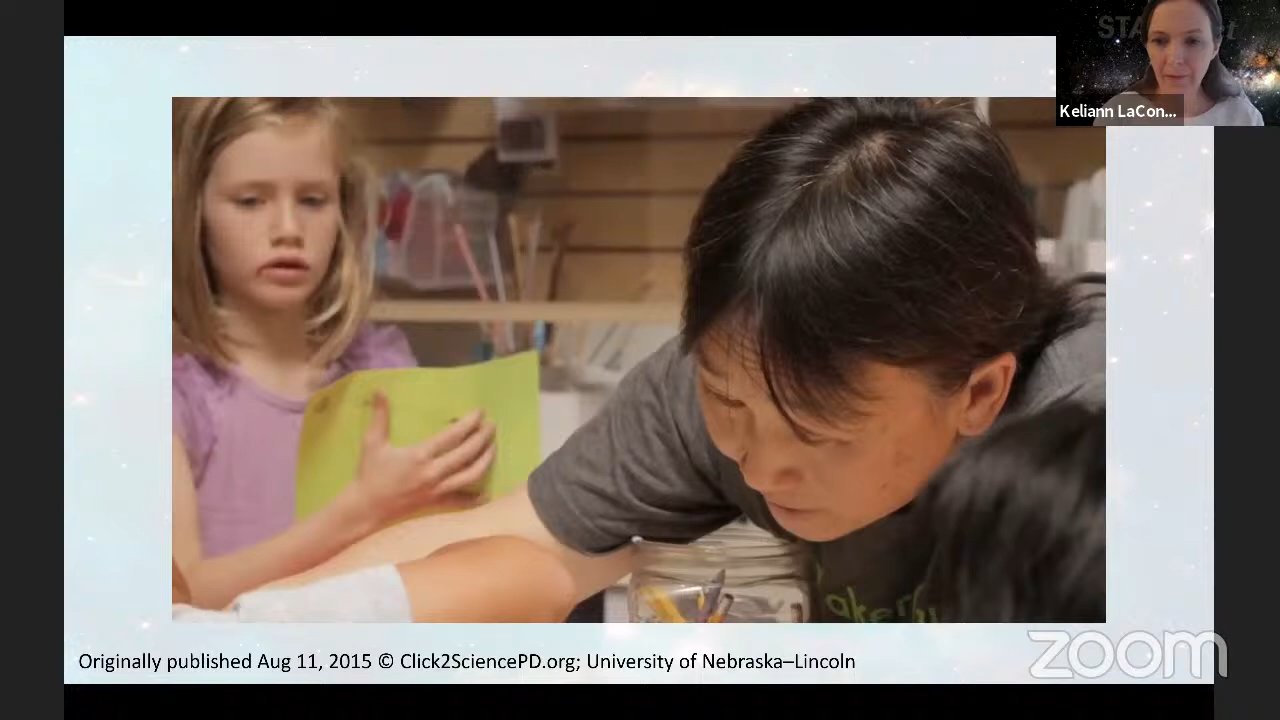 Keliann LaCon...
Originally published Aug 11, 2015 © Click2SciencePD.org; University of Nebraska–Lincoln
zoom